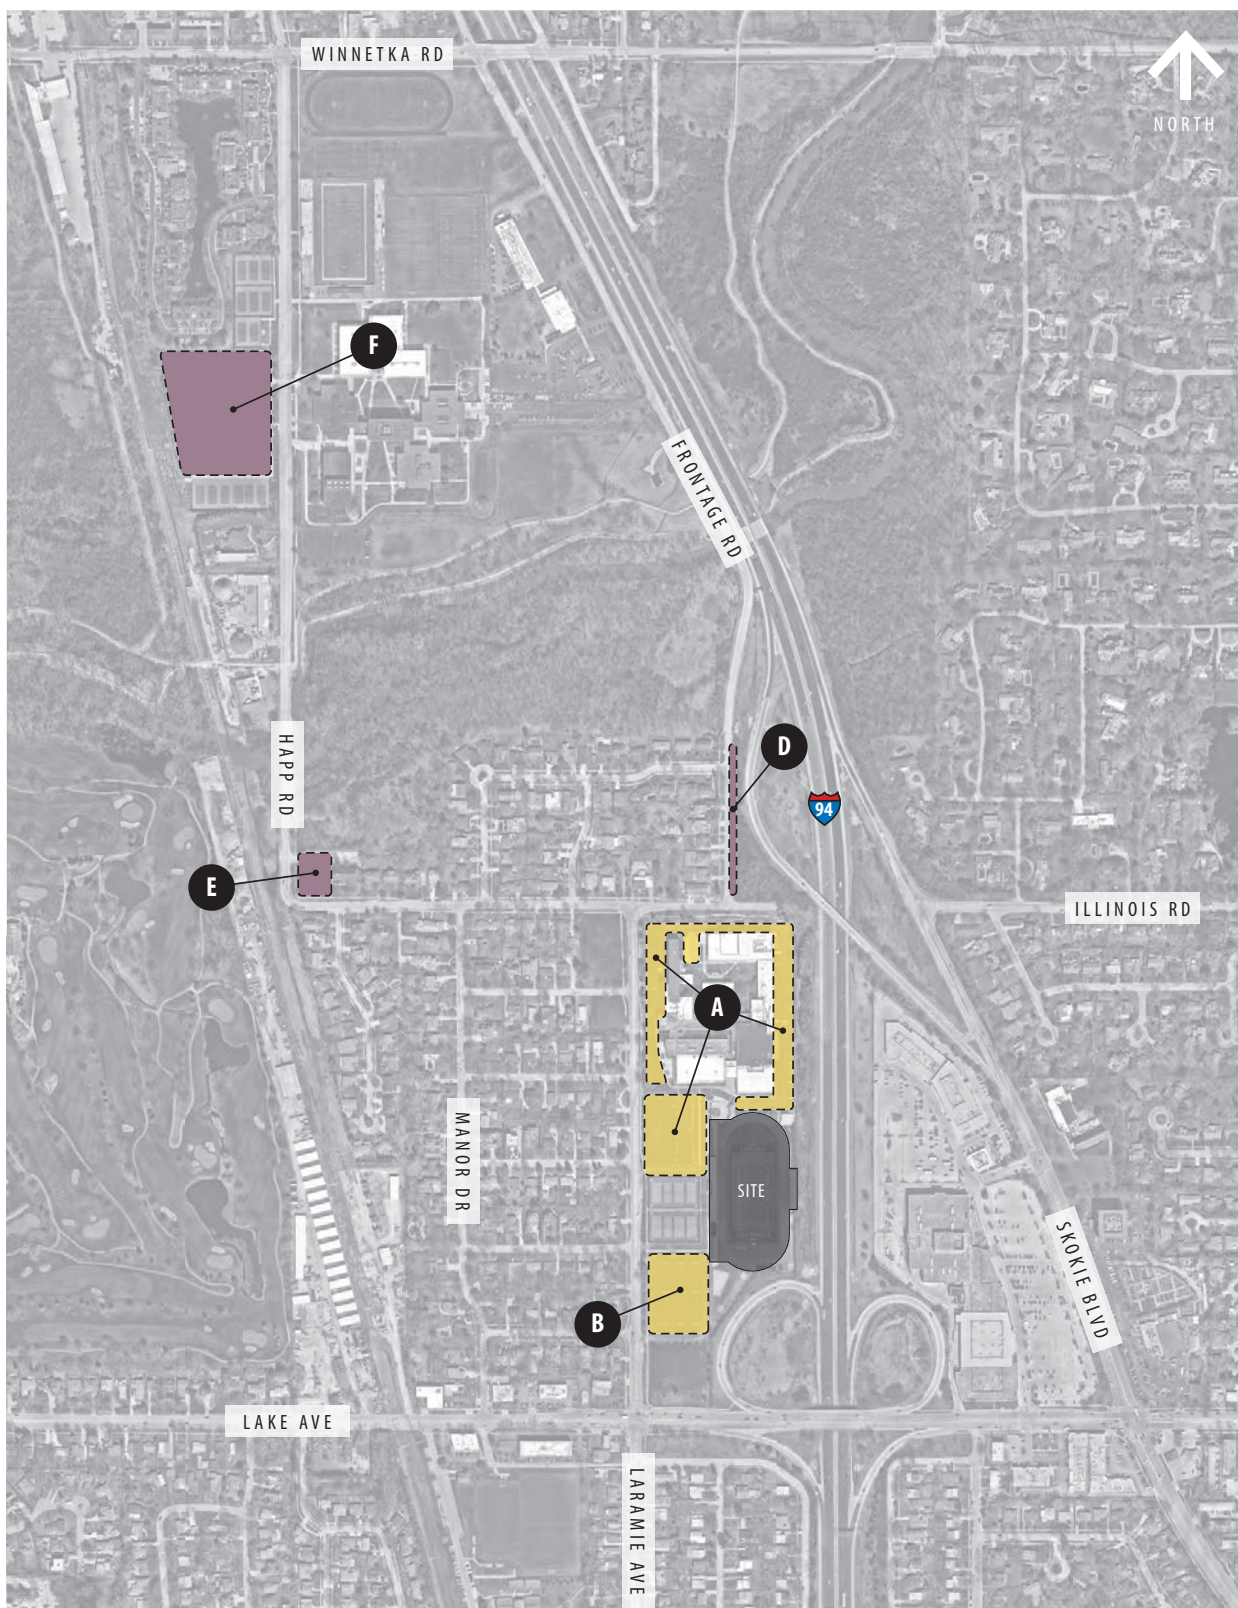 WINNETKA RD
NORTH
F
FRONTAGE RD
HAPP RD
D
94
E
ILLINOIS RD
A
MANOR DR
SITE
SKOKIE BLVD
B
LAKE AVE
LARAMIE AVE